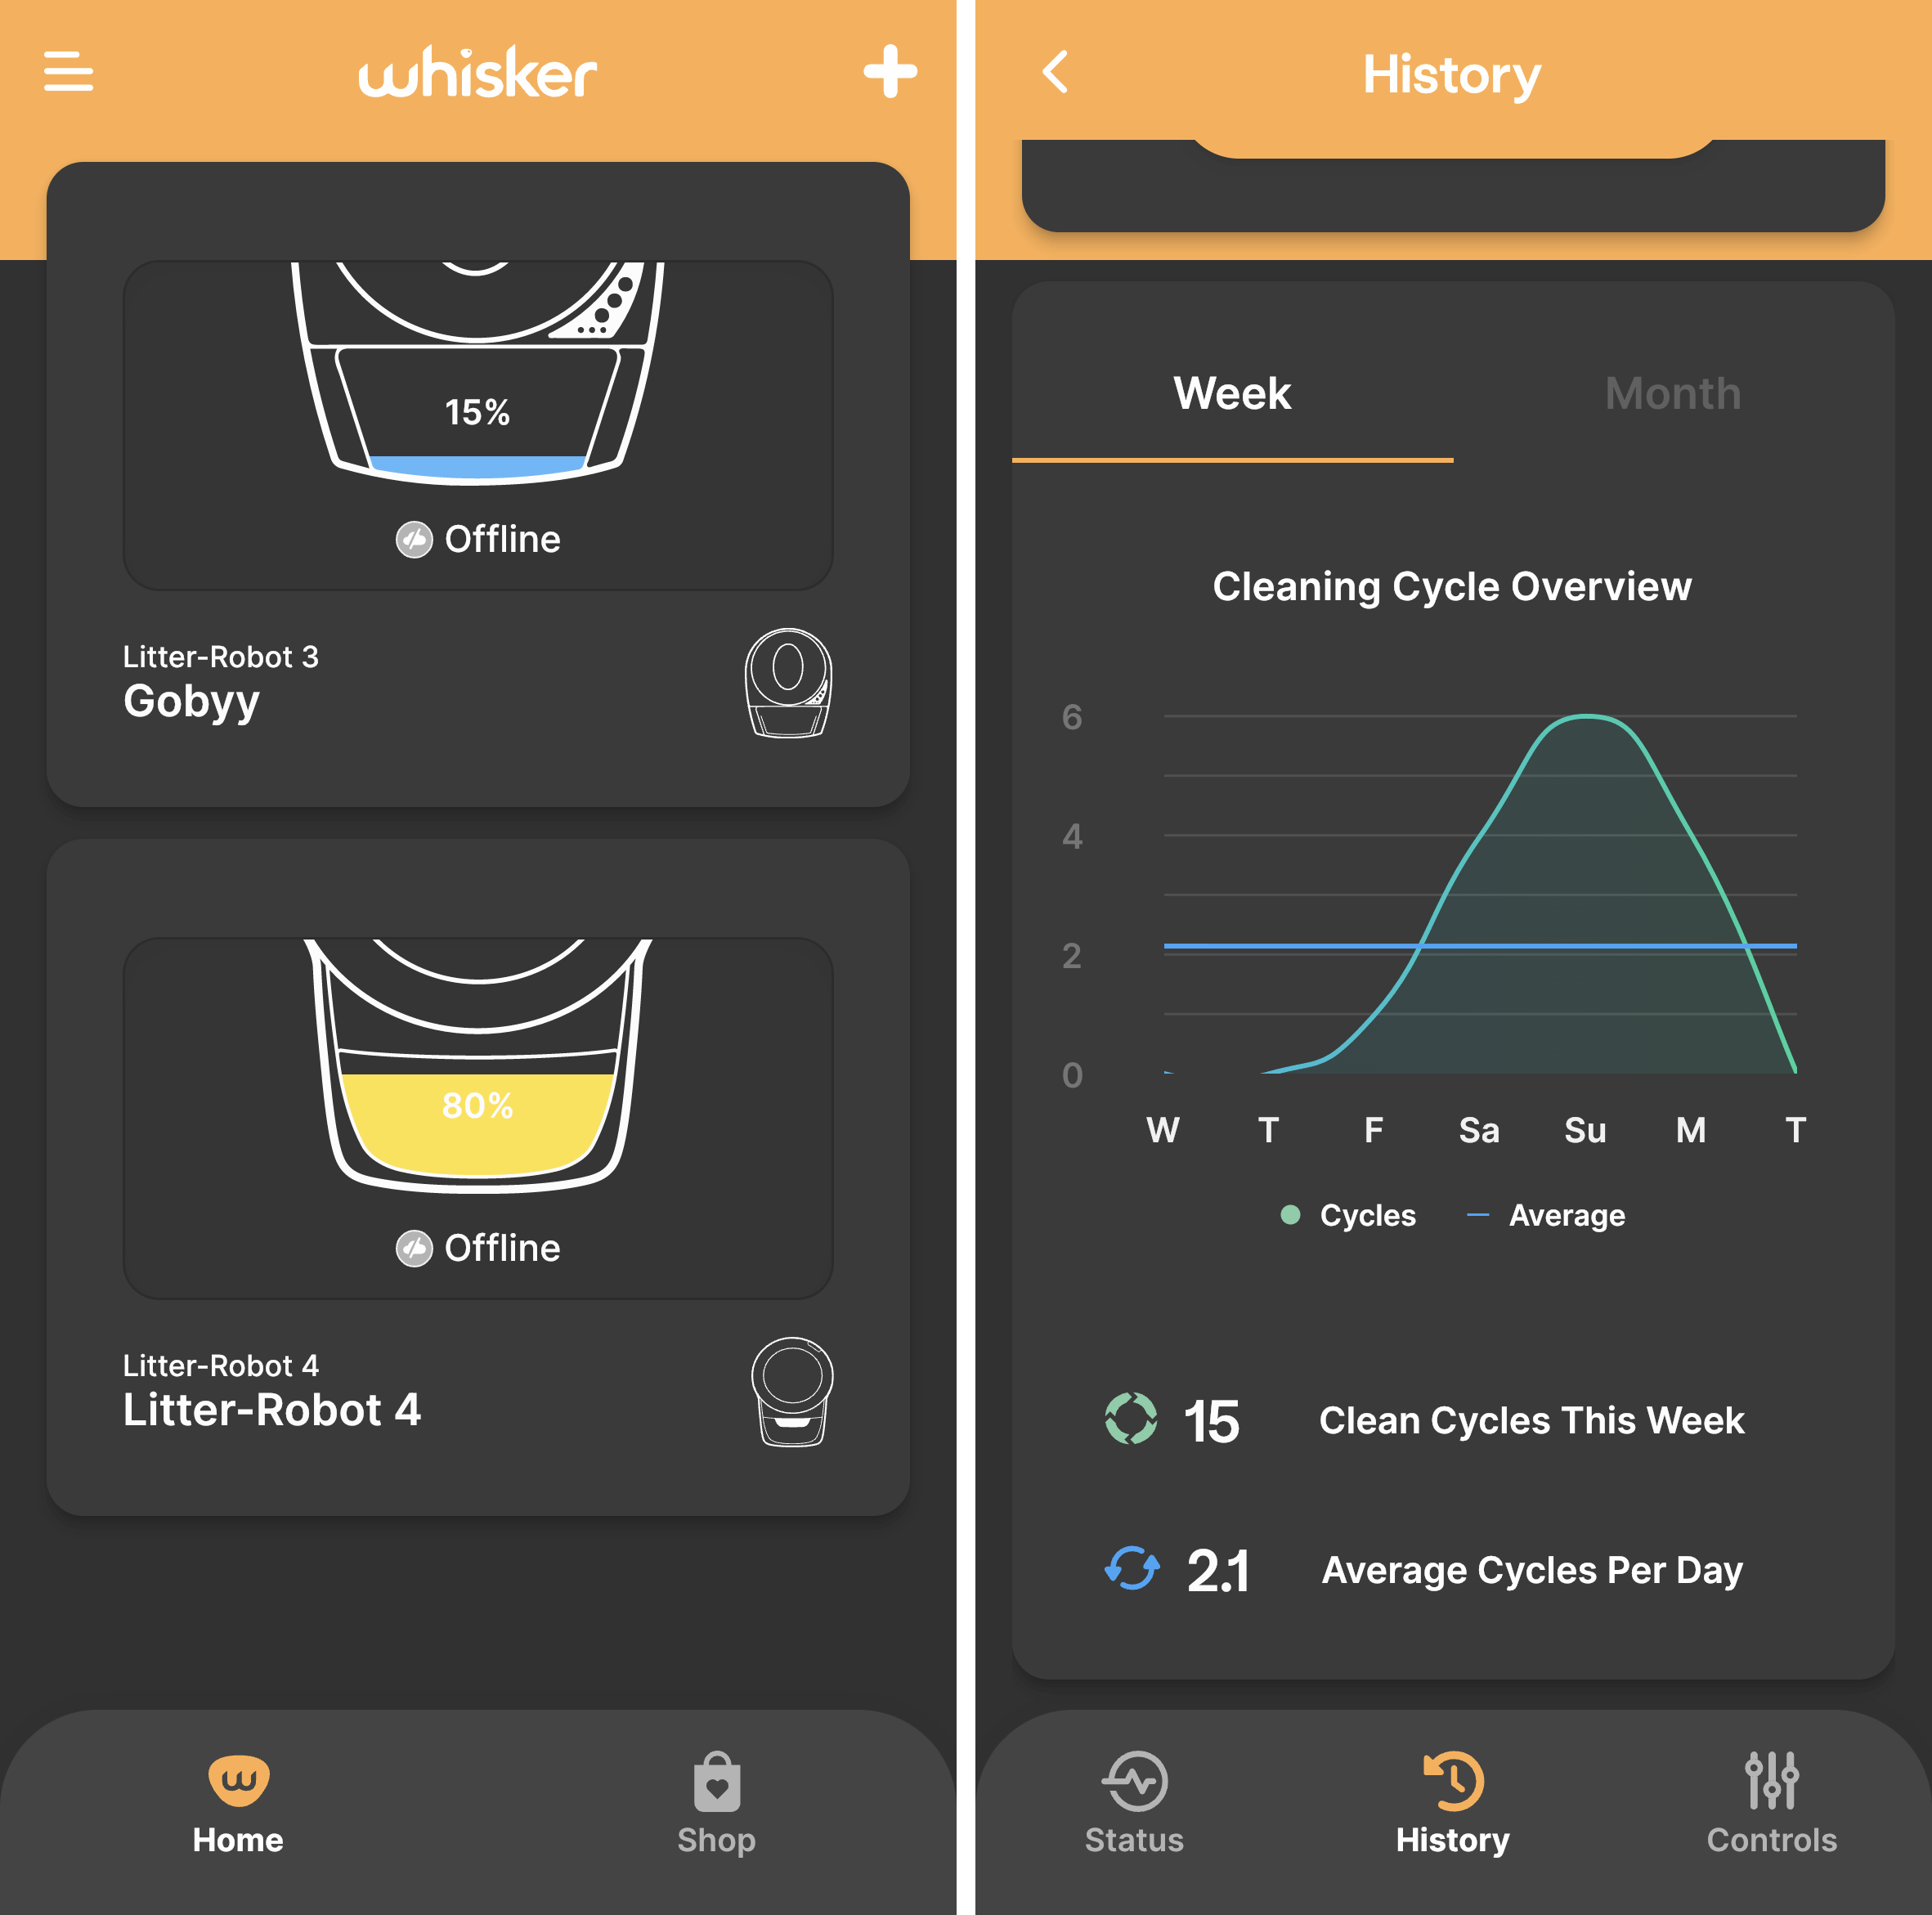 whisker
15%
Offline
Litter-Robot 3
Gobyy
80%
Offline
Litter-Robot 4
Litter-Robot 4
Home
Shop
History
Week
Month
Cleaning Cycle Overview
6
4
2
0
W T F Sa Su M T
Cycles Average
15 Clean Cycles This Week
2.1 Average Cycles Per Day
Status
History
Controls